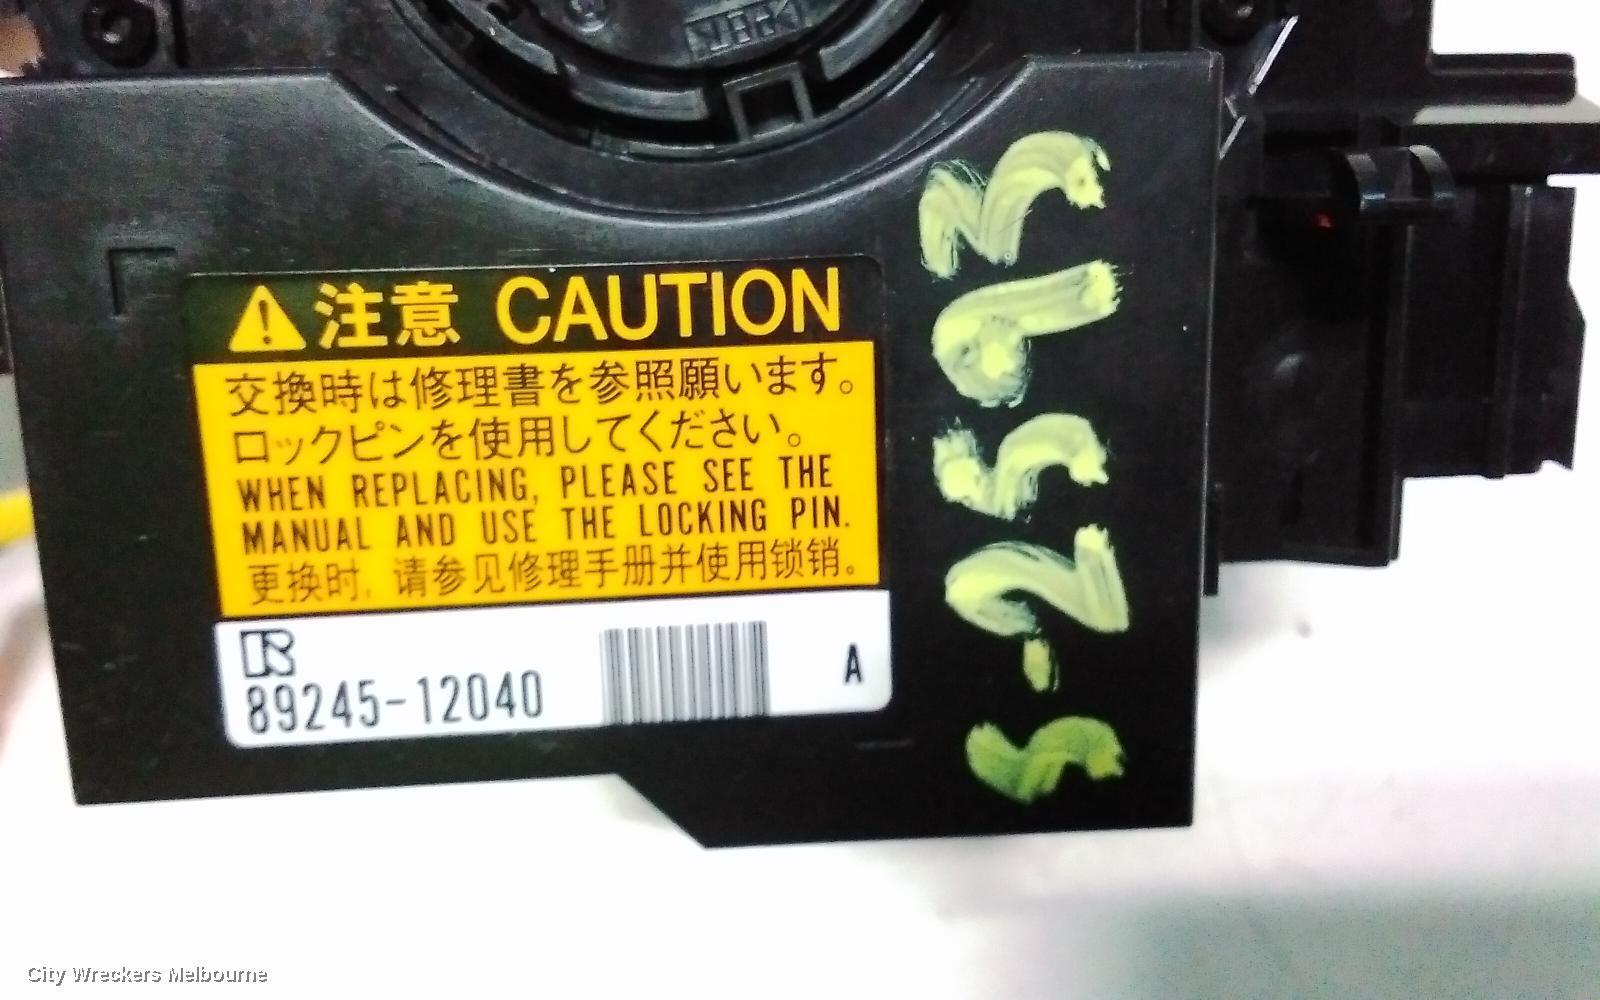 注意 CAUTION
交換時は修理書を参照願います。
ロックピンを使用してください。
WHEN REPLACING, PLEASE SEE THE
MANUAL AND USE THE LOCKING PIN.
更换时, 请参见修理手册并使用锁销。
89245-12040
A
City Wreckers Melbourne